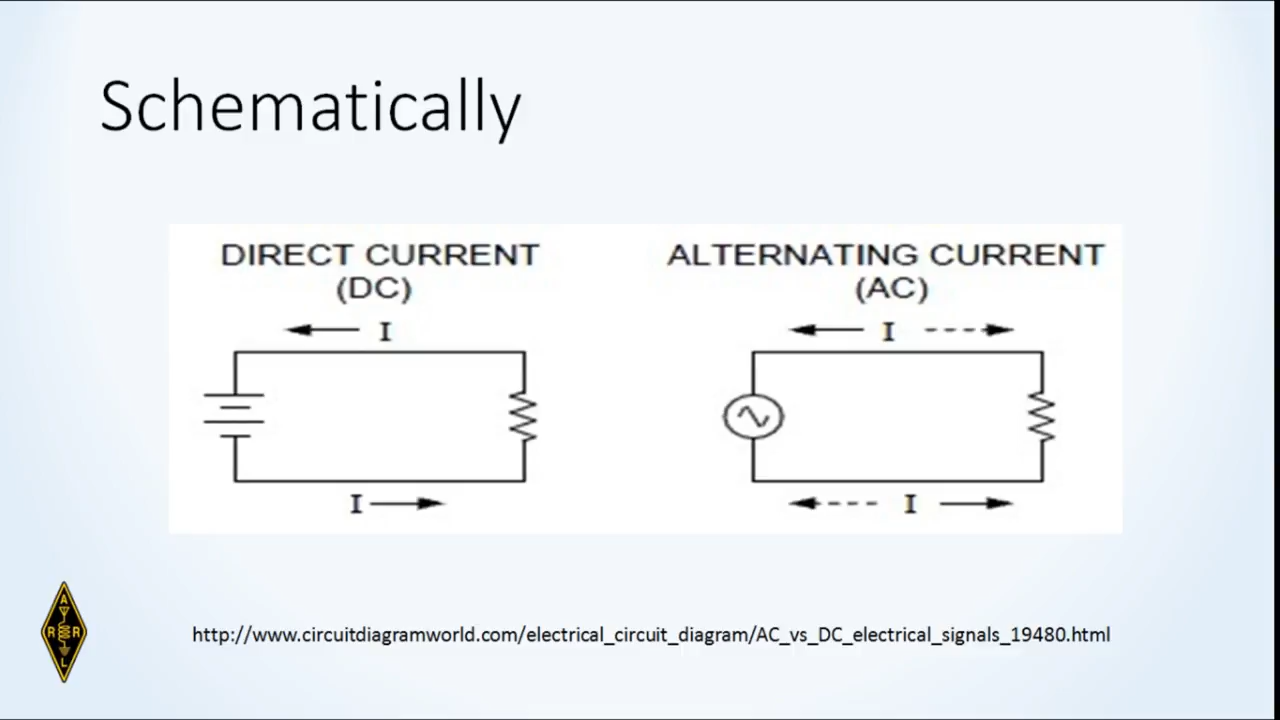 Schematically
DIRECT CURRENT
(DC)
I
I
ALTERNATING CURRENT
(AC)
I
I
A
R R
L
http://www.circuitdiagramworld.com/electrical_circuit_diagram/AC_vs_DC_electrical_signals_19480.html